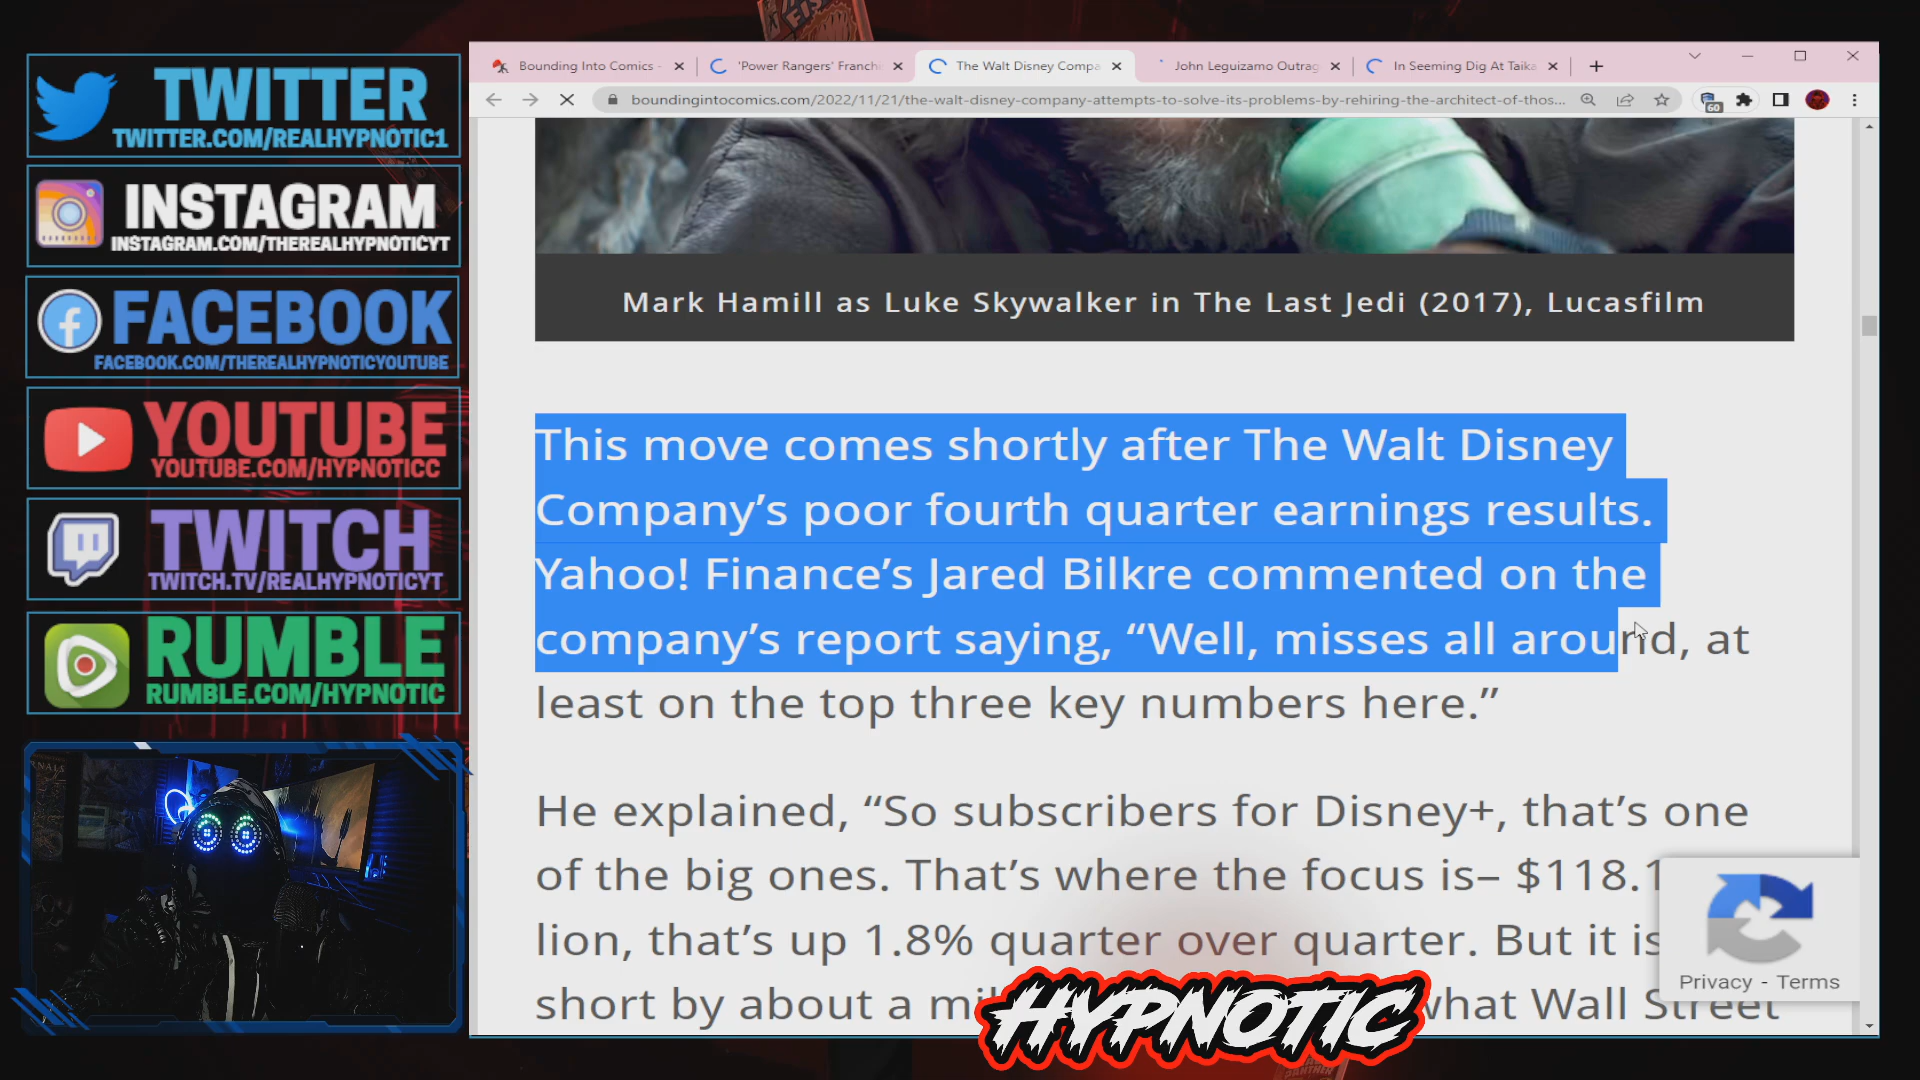 TWITTER
TWITTER.COM/REALHYPNOTIC1
INSTAGRAM
INSTAGRAM.COM/THEREALHYPNOTICYT
FACEBOOK
FACEBOOK.COM/THEREALHYPNOTICYOUTUBE
YOUTUBE
YOUTUBE.COM/HYPNOTICC
TWITCH
TWITCH.TV/REALHYPNOTICYT
RUMBLE
RUMBLE.COM/HYPNOTIC
Bounding Into Comics -
'Power Rangers' Franchi
The Walt Disney Compa
John Leguizamo Outrag
In Seeming Dig At Taika
boundingintocomics.com/2022/11/21/the-walt-disney-company-attempts-to-solve-its-problems-by-rehiring-the-architect-of-thos...
60
Mark Hamill as Luke Skywalker in The Last Jedi (2017), Lucasfilm
This move comes shortly after The Walt Disney
Company’s poor fourth quarter earnings results.
Yahoo! Finance’s Jared Bilkre commented on the
company’s report saying, “Well, misses all around, at
least on the top three key numbers here.”
He explained, “So subscribers for Disney+, that’s one
of the big ones. That’s where the focus is– $118.1
lion, that’s up 1.8% quarter over quarter. But it is
short by about a mil what Wall Street
Privacy - Terms
HYPNOTIC